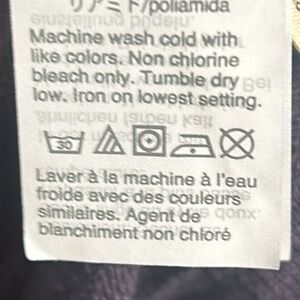 リアミド/poliamida
Machine wash cold with
like colors. Non chlorine
bleach only. Tumble dry
low. Iron on lowest setting.
30
Laver à la machine à l'eau
froide avec des couleurs
similaires. Agent de
blanchiment non chloré